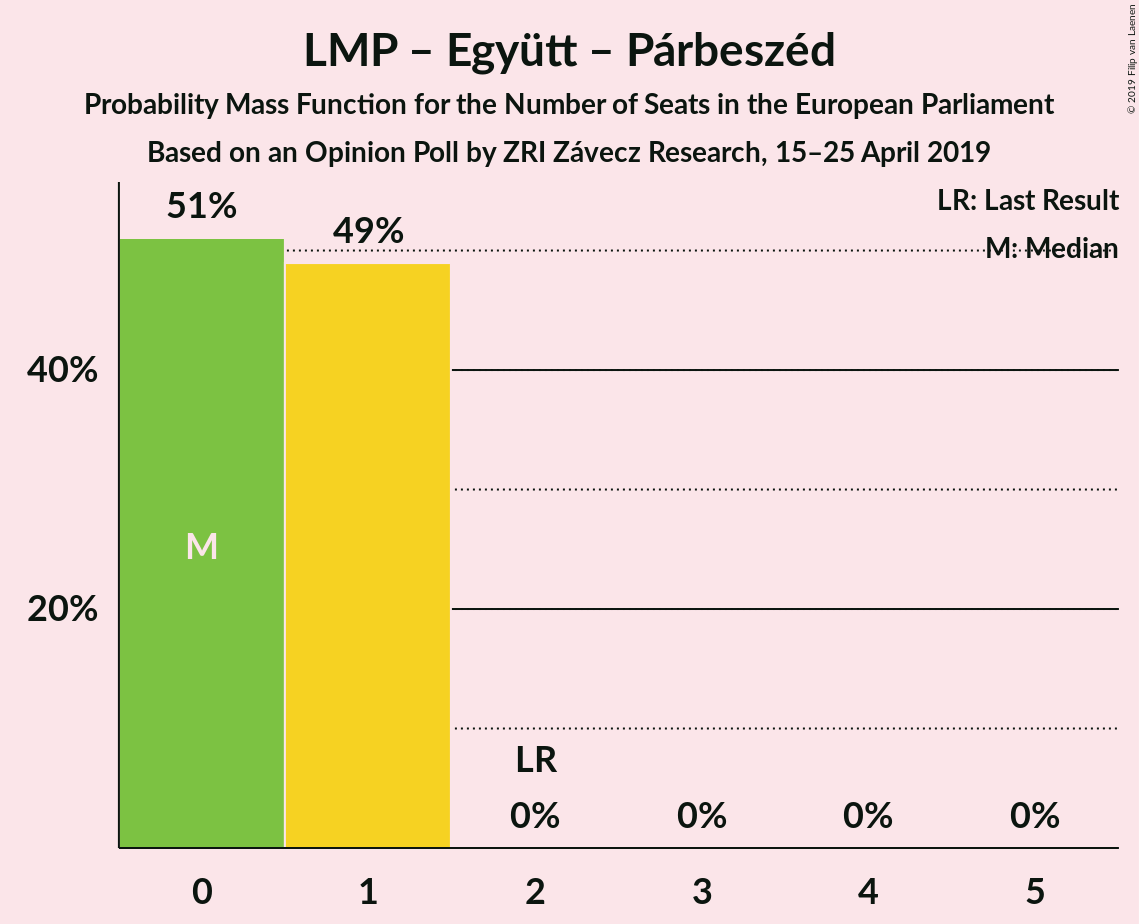 LMP – Együtt – Párbeszéd
Probability Mass Function for the Number of Seats in the European Parliament
Based on an Opinion Poll by ZRI Závecz Research, 15–25 April 2019
© 2019 Filip van Laenen
LR: Last Result
M: Median
51%
49%
40%
20%
M
LR
0%
0%
0%
0%
0
1
2
3
4
5